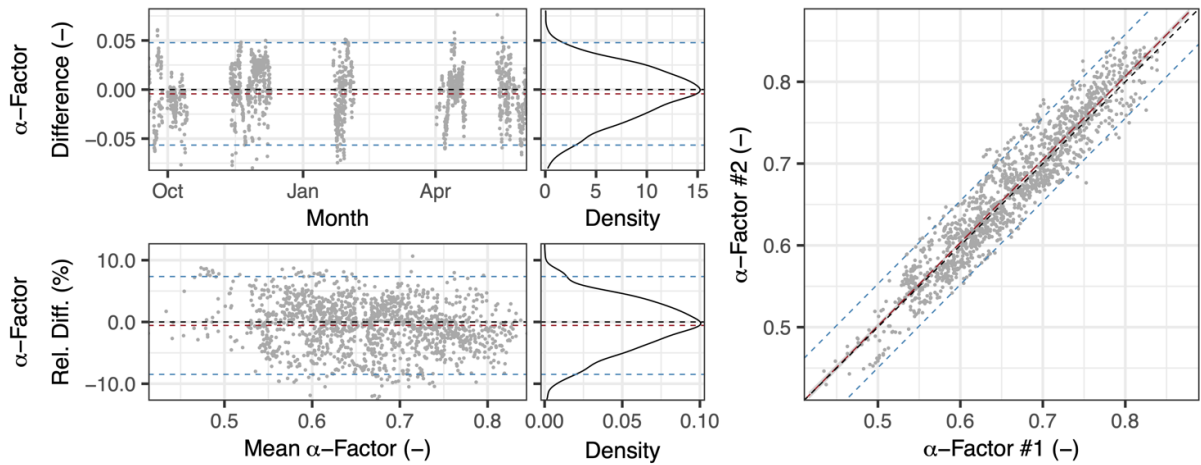 α−Factor
Difference (−)
0.05
0.00
−0.05
Oct Jan Apr
Month
0 5 10 15
Density
α−Factor
Rel. Diff. (%)
10.0
0.0
−10.0
0.5 0.6 0.7 0.8
Mean α−Factor (−)
0.00 0.05 0.10
Density
α−Factor #2 (−)
0.8
0.7
0.6
0.5
0.5 0.6 0.7 0.8
α−Factor #1 (−)